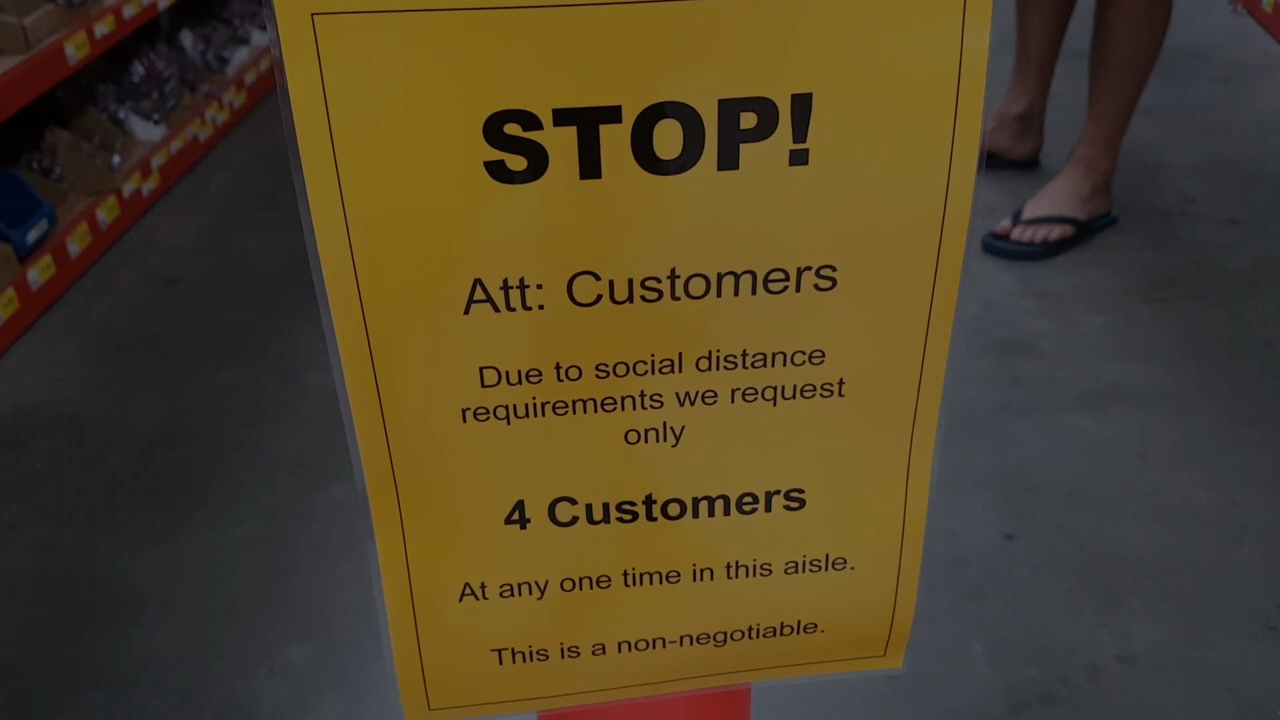 STOP!
Att: Customers
Due to social distance
requirements we request
only
4 Customers
At any one time in this aisle.
This is a non-negotiable.